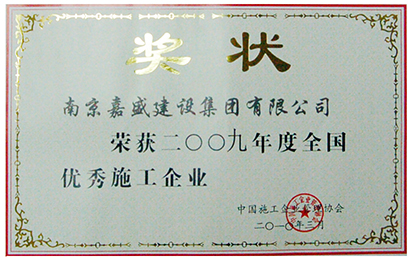 奖状
南京嘉盛建设集团有限公司
荣获二〇〇九年度全国
优秀施工企业
中国施工企业管理协会
二〇一〇年三月